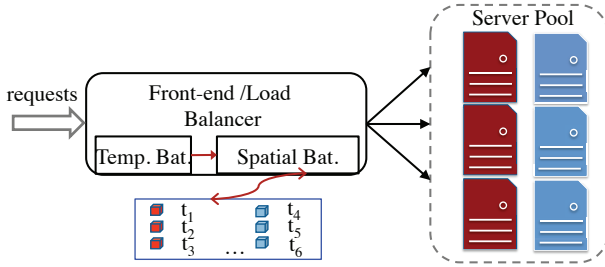 Server Pool
requests
Front-end /Load
Balancer
Temp. Bat.
Spatial Bat.
t1
t4
t2
t5
t3
...
t6